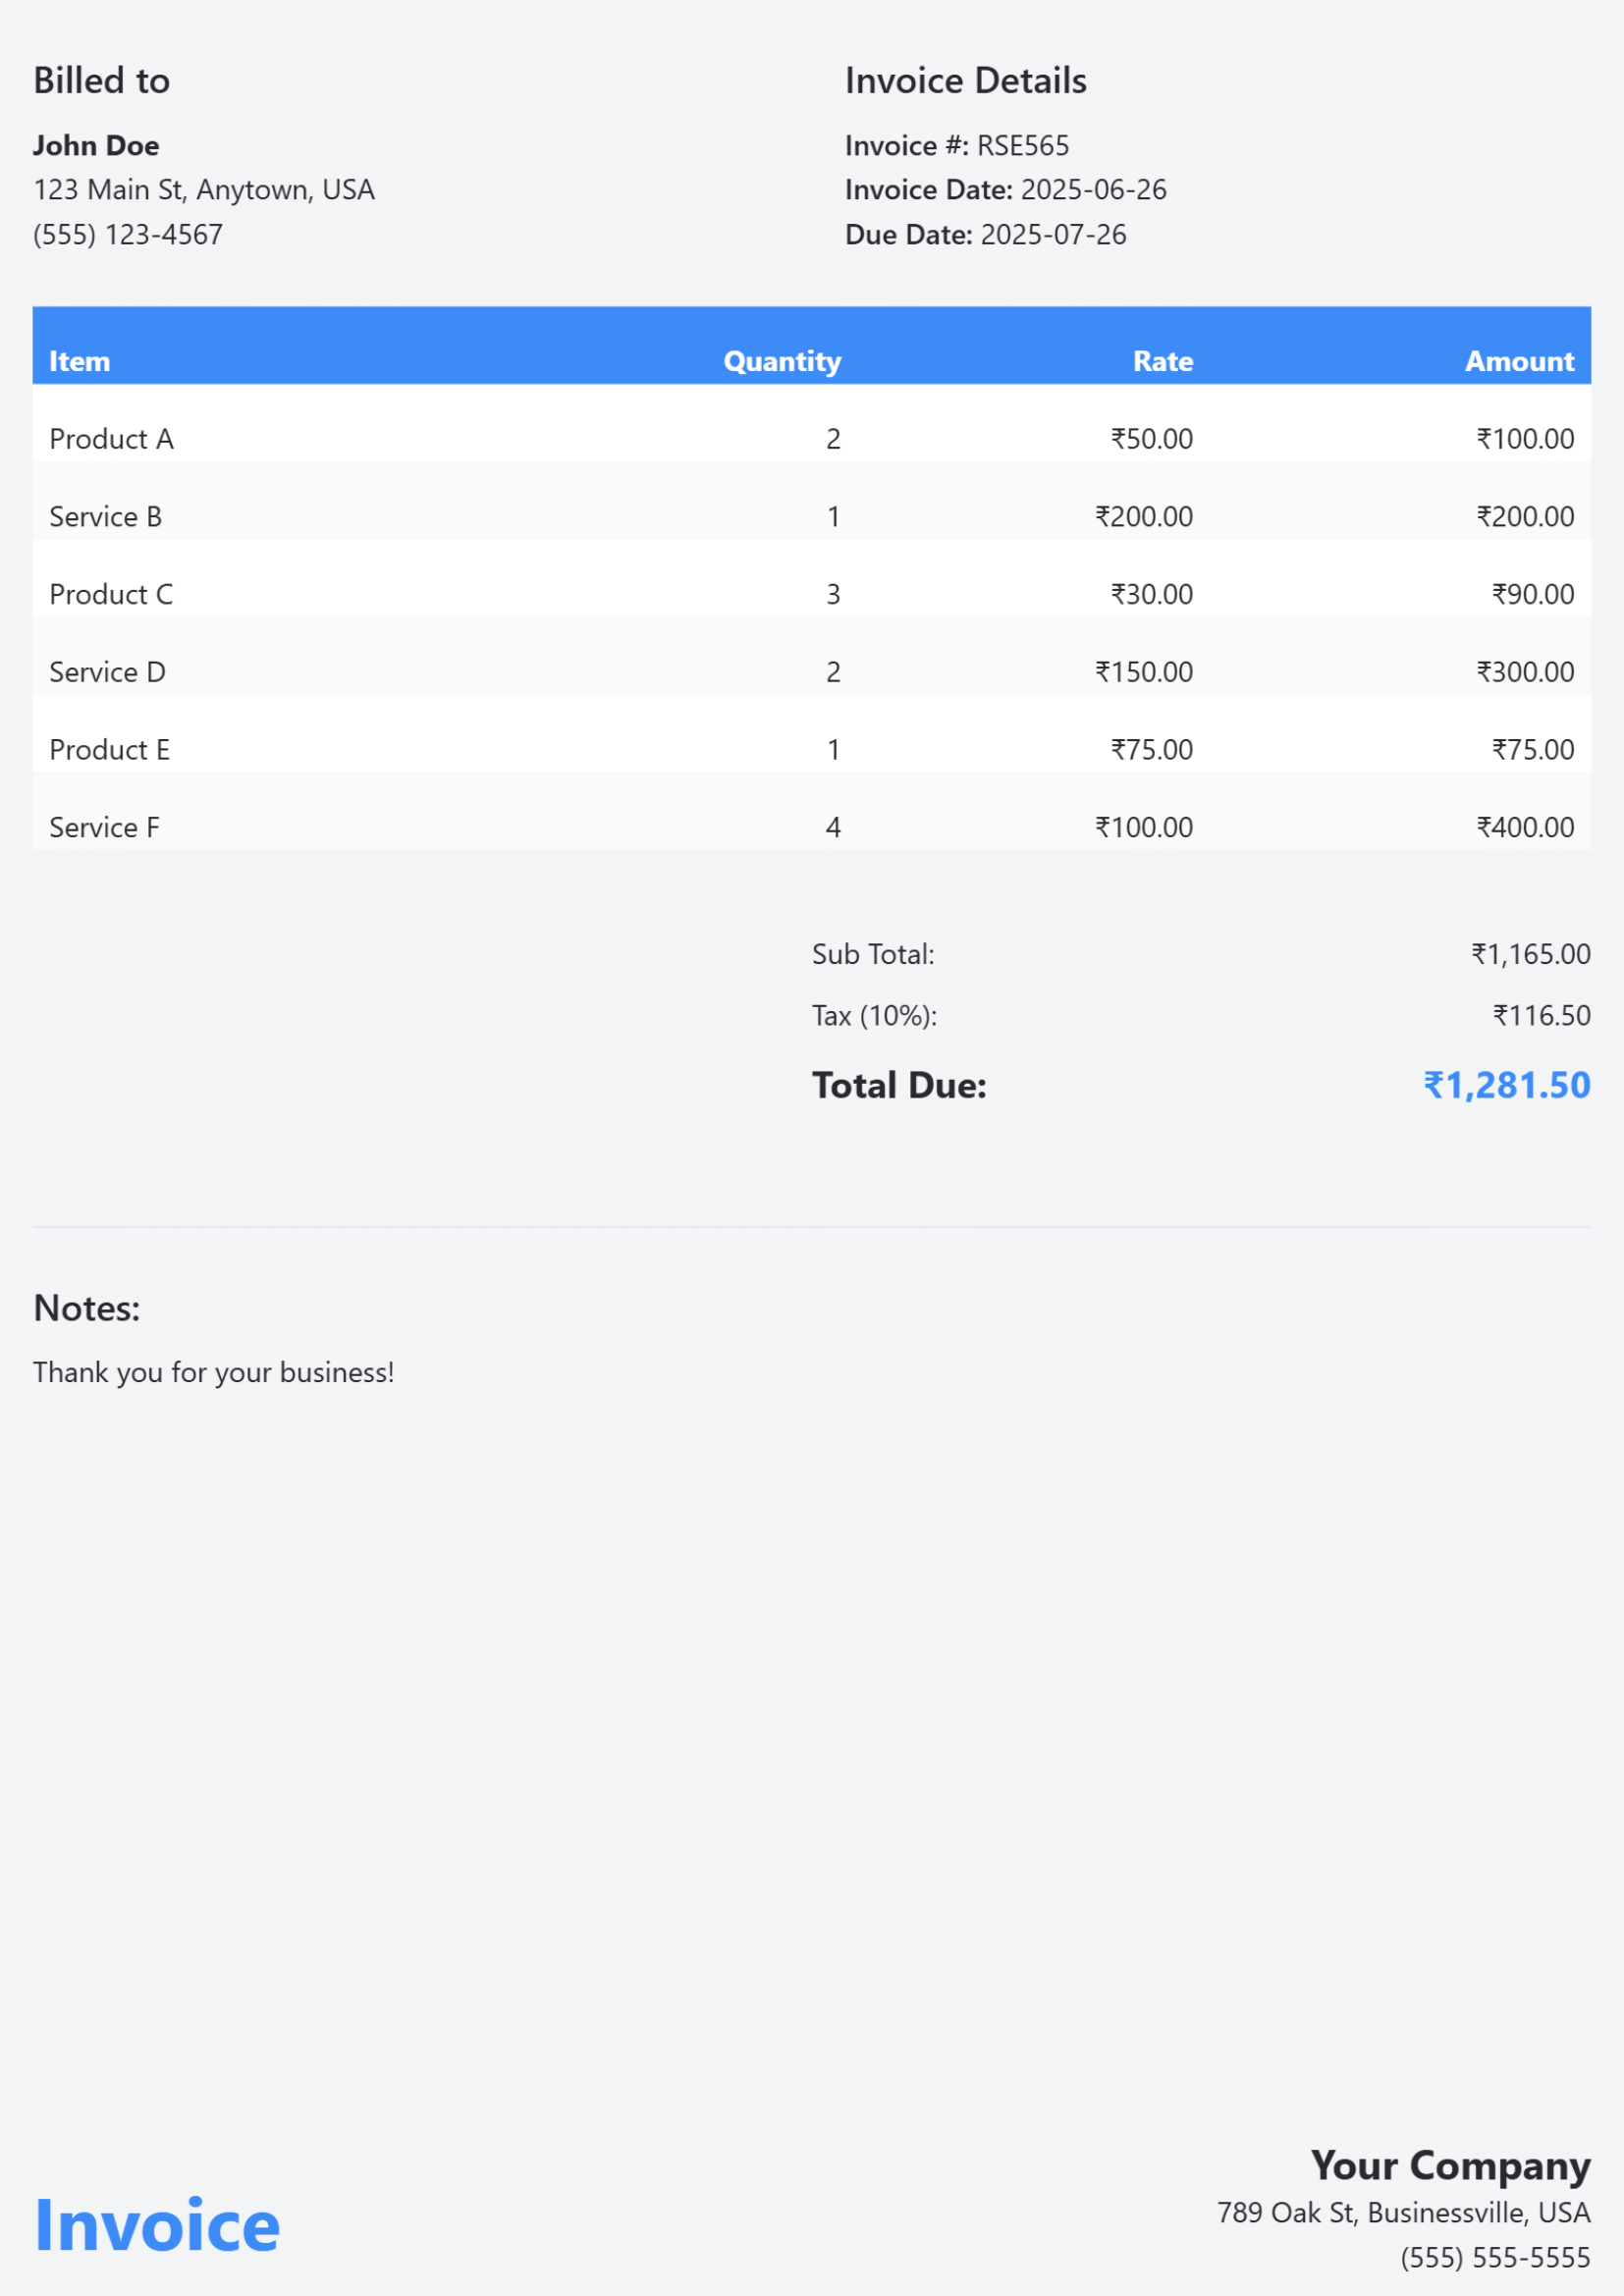 Billed to
John Doe
123 Main St, Anytown, USA
(555) 123-4567
Invoice Details
Invoice #: RSE565
Invoice Date: 2025-06-26
Due Date: 2025-07-26
Item Quantity Rate Amount
Product A 2 ₹50.00 ₹100.00
Service B 1 ₹200.00 ₹200.00
Product C 3 ₹30.00 ₹90.00
Service D 2 ₹150.00 ₹300.00
Product E 1 ₹75.00 ₹75.00
Service F 4 ₹100.00 ₹400.00
Sub Total: ₹1,165.00
Tax (10%): ₹116.50
Total Due: ₹1,281.50
Notes:
Thank you for your business!
Invoice
Your Company
789 Oak St, Businessville, USA
(555) 555-5555